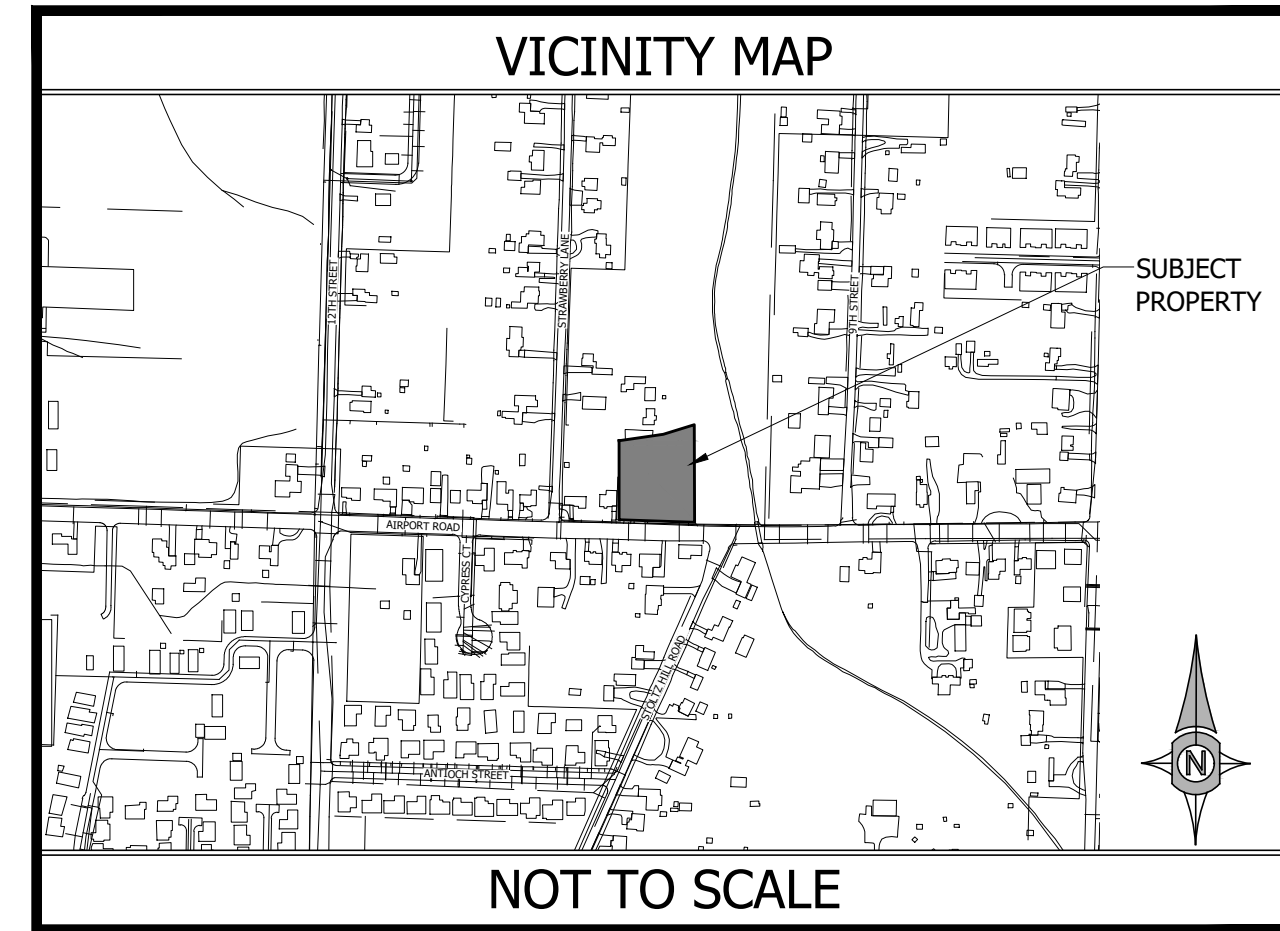 VICINITY MAP
12TH STREET
STRAWBERRY LANE
9TH STREET
SUBJECT
PROPERTY
AIRPORT ROAD
CYPRESS CT
STOLTZ HILL ROAD
ANTIOCH STREET
N
NOT TO SCALE